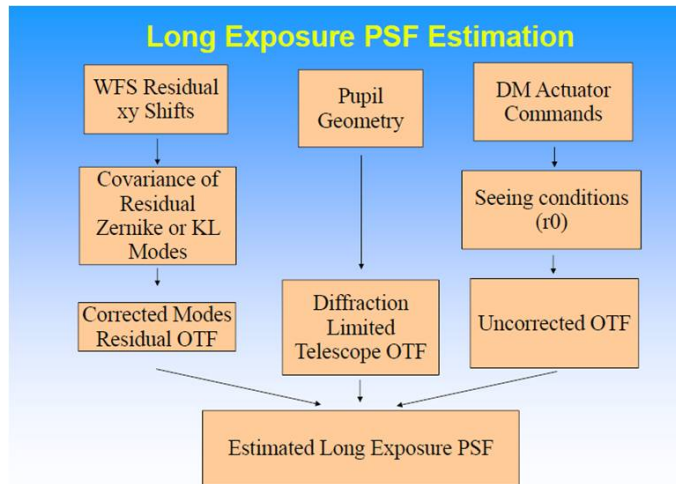 Long Exposure PSF Estimation
WFS Residual
xy Shifts
Pupil
Geometry
DM Actuator
Commands
Covariance of
Residual
Zernike or KL
Modes
Seeing conditions
(r0)
Corrected Modes
Residual OTF
Diffraction
Limited
Telescope OTF
Uncorrected OTF
Estimated Long Exposure PSF